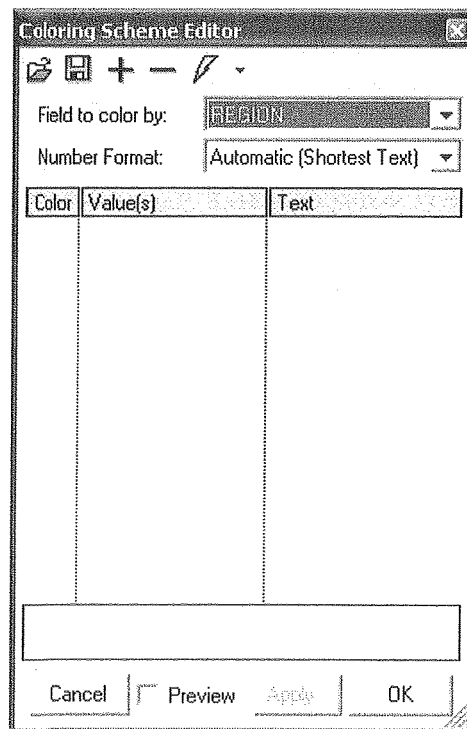 Coloring Scheme Editor
Field to color by: REGION
Number Format: Automatic (Shortest Text)
Color Value(s) Text
Cancel Preview Apply OK